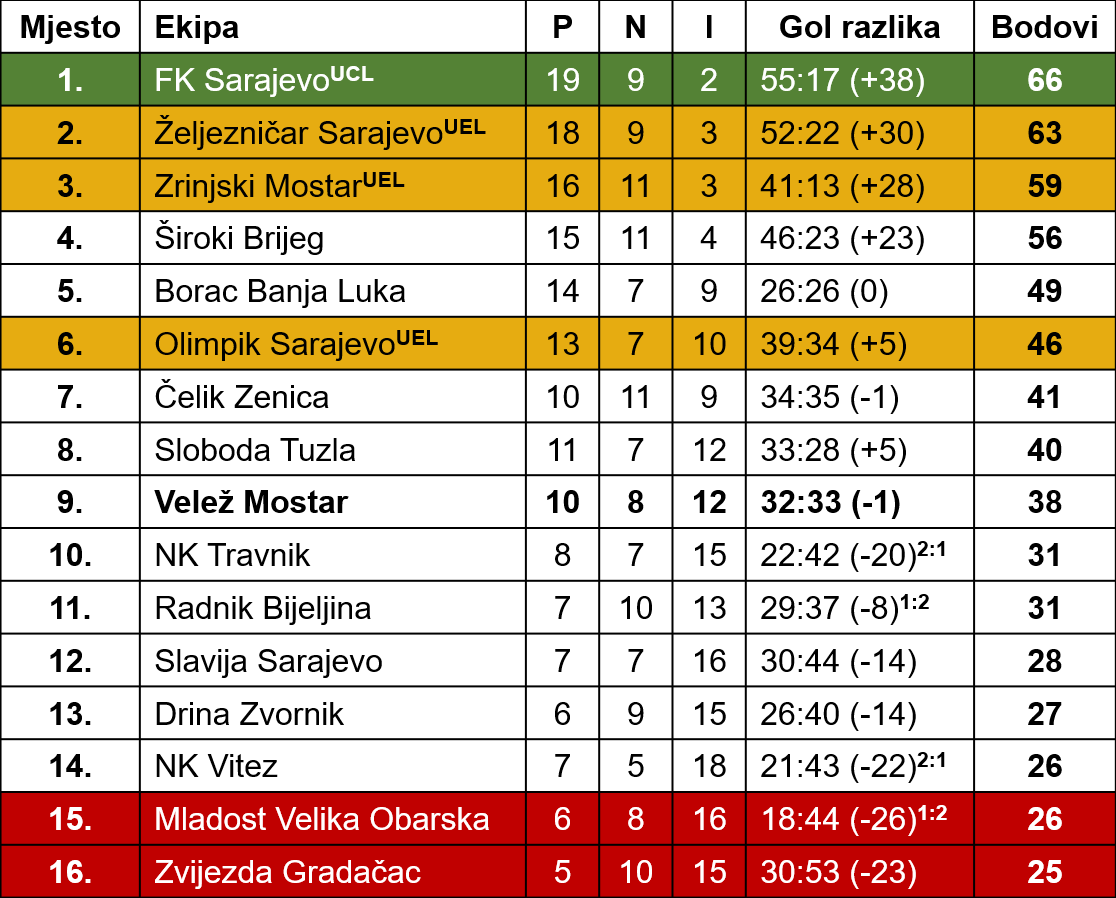 Mjesto Ekipa P N I Gol razlika Bodovi
1. FK SarajevoUCL 19 9 2 55:17 (+38) 66
2. Željezničar SarajevoUEL 18 9 3 52:22 (+30) 63
3. Zrinjski MostarUEL 16 11 3 41:13 (+28) 59
4. Široki Brijeg 15 11 4 46:23 (+23) 56
5. Borac Banja Luka 14 7 9 26:26 (0) 49
6. Olimpik SarajevoUEL 13 7 10 39:34 (+5) 46
7. Čelik Zenica 10 11 9 34:35 (-1) 41
8. Sloboda Tuzla 11 7 12 33:28 (+5) 40
9. Velež Mostar 10 8 12 32:33 (-1) 38
10. NK Travnik 8 7 15 22:42 (-20)2:1 31
11. Radnik Bijeljina 7 10 13 29:37 (-8)1:2 31
12. Slavija Sarajevo 7 7 16 30:44 (-14) 28
13. Drina Zvornik 6 9 15 26:40 (-14) 27
14. NK Vitez 7 5 18 21:43 (-22)2:1 26
15. Mladost Velika Obarska 6 8 16 18:44 (-26)1:2 26
16. Zvijezda Gradačac 5 10 15 30:53 (-23) 25